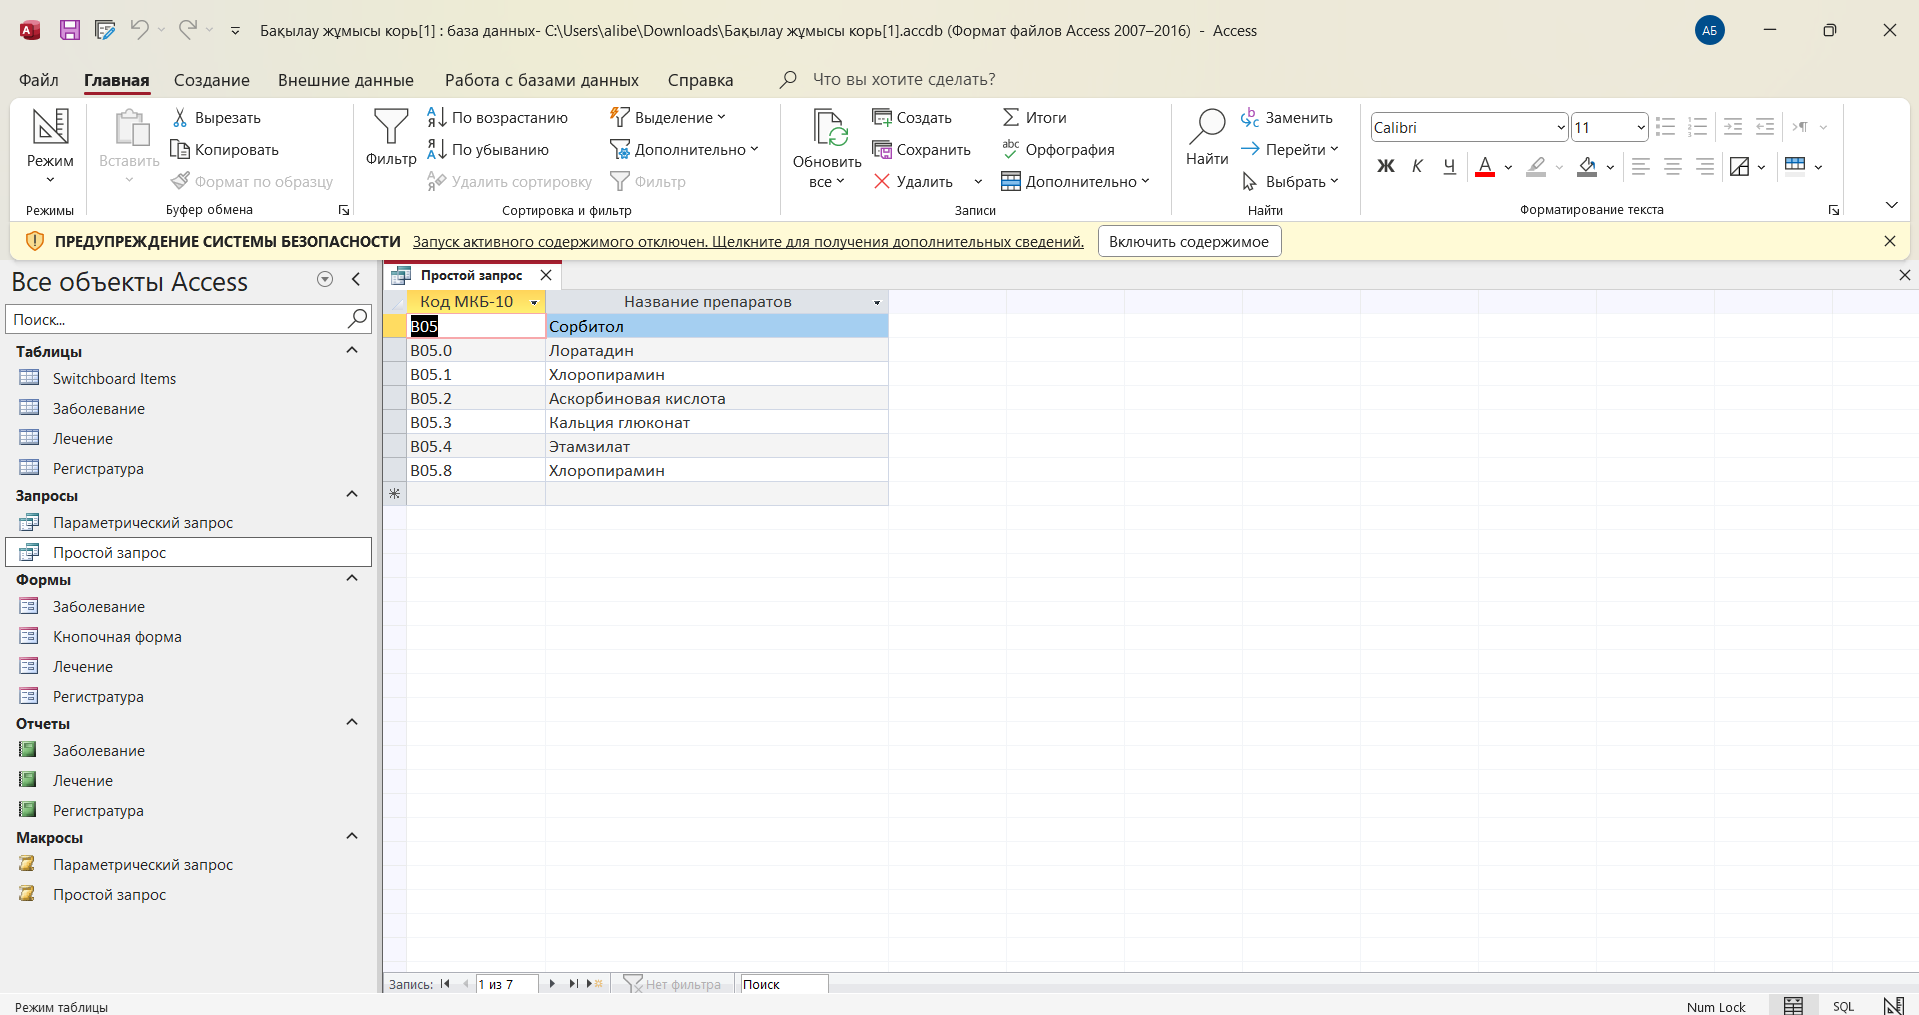 Бақылау жұмысы корь[1] : база данных- C:\Users\alibe\Downloads\Бақылау жұмысы корь[1].accdb (Формат файлов Access 2007–2016) - Access
АБ
Файл Главная Создание Внешние данные Работа с базами данных Справка Что вы хотите сделать?
Режим
Режимы
Вставить
Вырезать
Копировать
Формат по образцу
Буфер обмена
Фильтр
По возрастанию
По убыванию
Удалить сортировку
Выделение
Дополнительно
Фильтр
Сортировка и фильтр
Обновить
все
Создать
Сохранить
Удалить
Итоги
Орфография
Дополнительно
Записи
Найти
Заменить
Перейти
Выбрать
Найти
Calibri 11
Ж К Ч А
Форматирование текста
ПРЕДУПРЕЖДЕНИЕ СИСТЕМЫ БЕЗОПАСНОСТИ Запуск активного содержимого отключен. Щелкните для получения дополнительных сведений. Включить содержимое
Все объекты Access
Поиск...
Таблицы
Switchboard Items
Заболевание
Лечение
Регистратура
Запросы
Параметрический запрос
Простой запрос
Формы
Заболевание
Кнопочная форма
Лечение
Регистратура
Отчеты
Заболевание
Лечение
Регистратура
Макросы
Параметрический запрос
Простой запрос
Простой запрос
Код МКБ-10 Название препаратов
B05 Сорбитол
B05.0 Лоратадин
B05.1 Хлоропирамин
B05.2 Аскорбиновая кислота
B05.3 Кальция глюконат
B05.4 Этамзилат
B05.8 Хлоропирамин
Запись: 1 из 7 Нет фильтра Поиск
Режим таблицы
Num Lock SQL